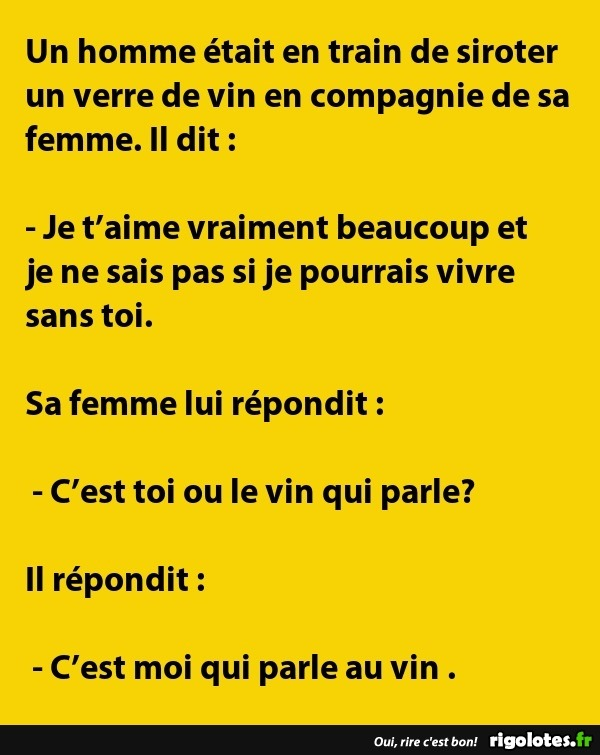 Un homme était en train de siroter
un verre de vin en compagnie de sa
femme. Il dit :
- Je t’aime vraiment beaucoup et
je ne sais pas si je pourrais vivre
sans toi.
Sa femme lui répondit :
- C’est toi ou le vin qui parle?
Il répondit :
- C’est moi qui parle au vin .
Oui, rire c'est bon! rigolotes.fr